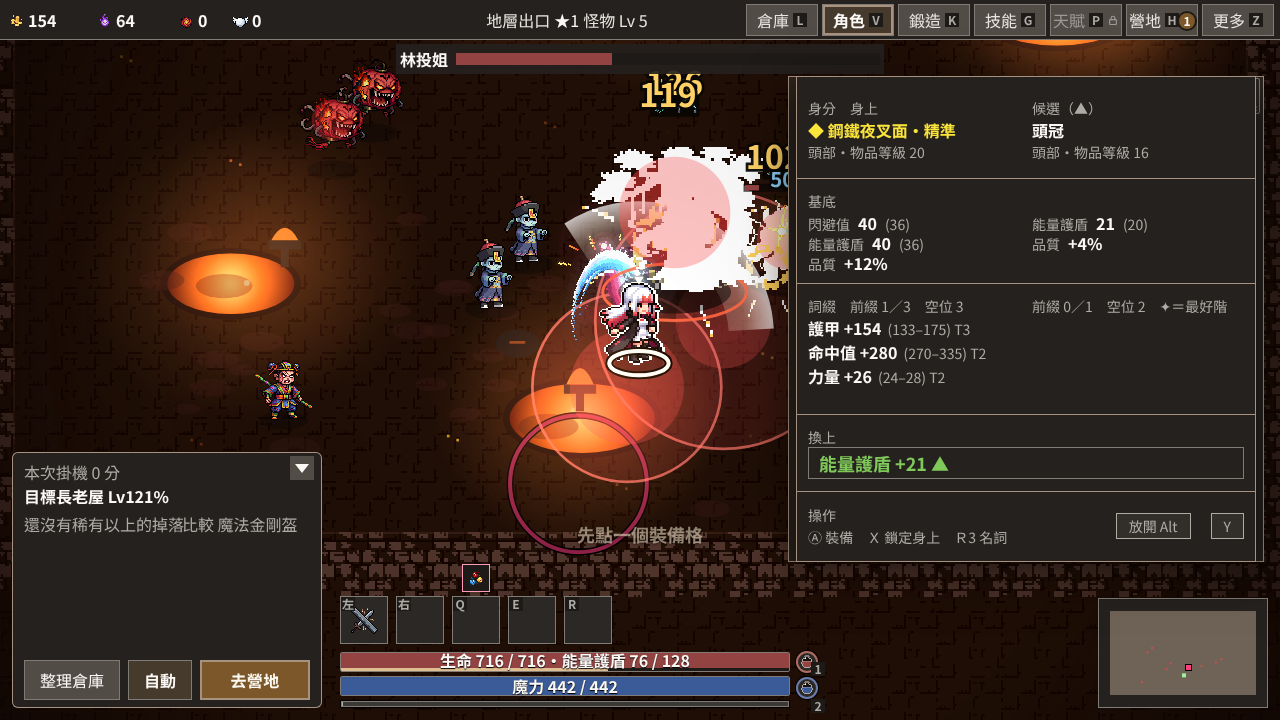 154 64 0 0
地層出口 ★1 怪物 Lv 5
倉庫 L 角色 V 鍛造 K 技能 G 天賦 P 營地 H 1 更多 Z
林投姐
119
50
身分 身上
◆ 鋼鐵夜叉面・精準
頭部・物品等級 20
候選（▲）
頭冠
頭部・物品等級 16
基底
閃避值 40 (36)
能量護盾 40 (36)
品質 +12%
能量護盾 21 (20)
品質 +4%
詞綴 前綴 1／3 空位 3
護甲 +154 (133–175) T3
命中值 +280 (270–335) T2
力量 +26 (24–28) T2
前綴 0／1 空位 2 ✦＝最好階
換上
能量護盾 +21 ▲
操作
Ⓐ 裝備 X 鎖定身上 R3 名詞
放開 Alt
Y
先點一個裝備格
本次掛機 0 分
目標長老屋 Lv121%
還沒有稀有以上的掉落比較 魔法金剛盔
整理倉庫 自動 去營地
左 右 Q E R
生命 716 / 716・能量護盾 76 / 128
1
魔力 442 / 442
2